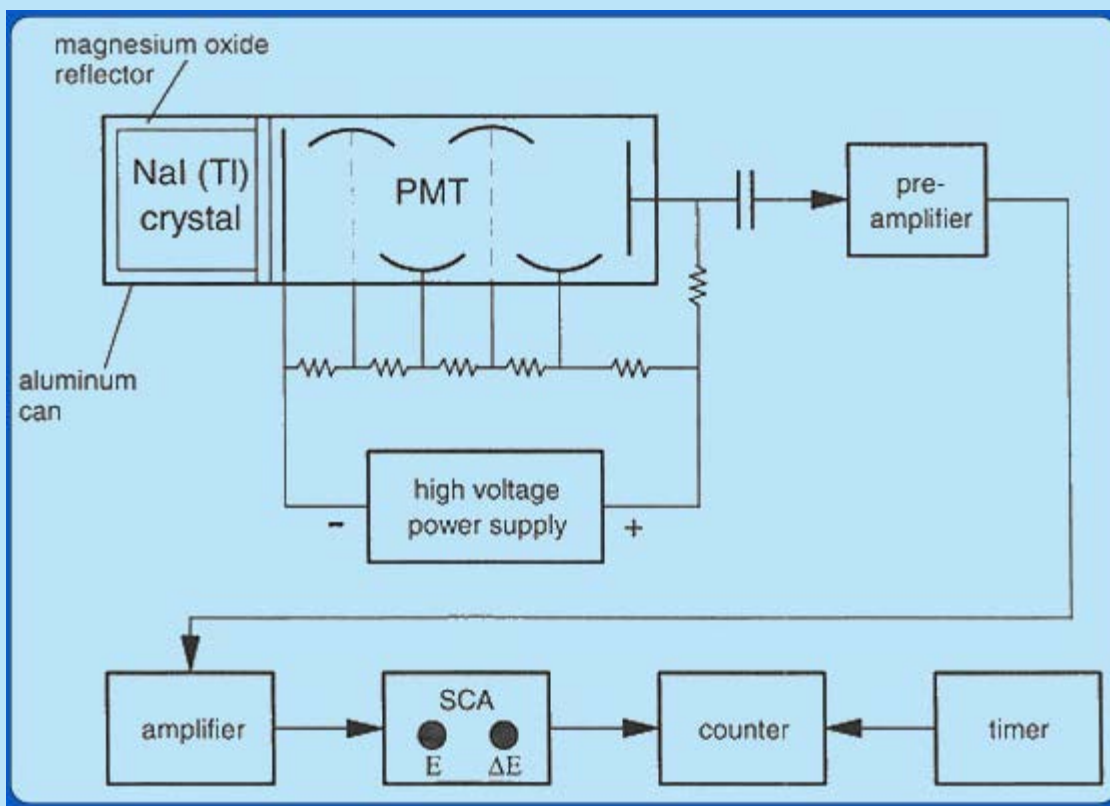 magnesium oxide
reflector
NaI (Tl)
crystal
PMT
pre-
amplifier
aluminum
can
high voltage
power supply
-
+
amplifier
SCA
E ΔE
counter
timer